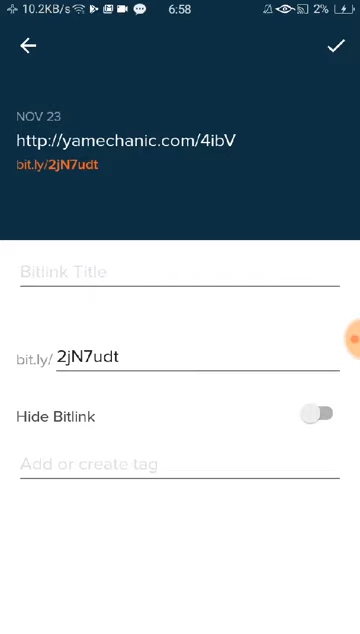 10.2KB/s 6:58 2%
NOV 23
http://yamechanic.com/4ibV
bit.ly/2jN7udt
Bitlink Title
bit.ly/ 2jN7udt
Hide Bitlink
Add or create tag